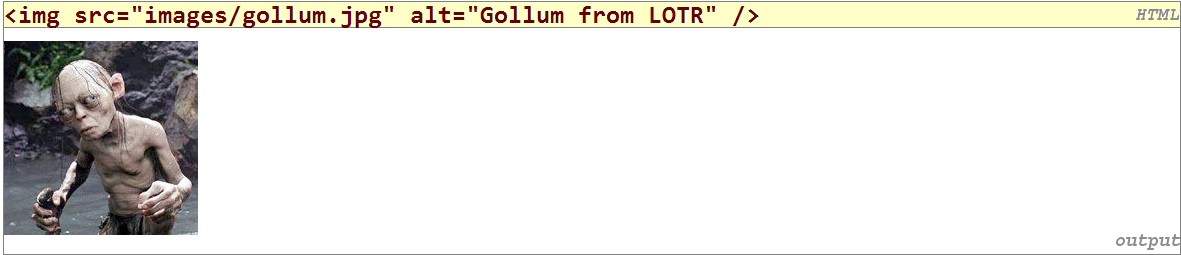 <img src="images/gollum.jpg" alt="Gollum from LOTR" />
HTML
output